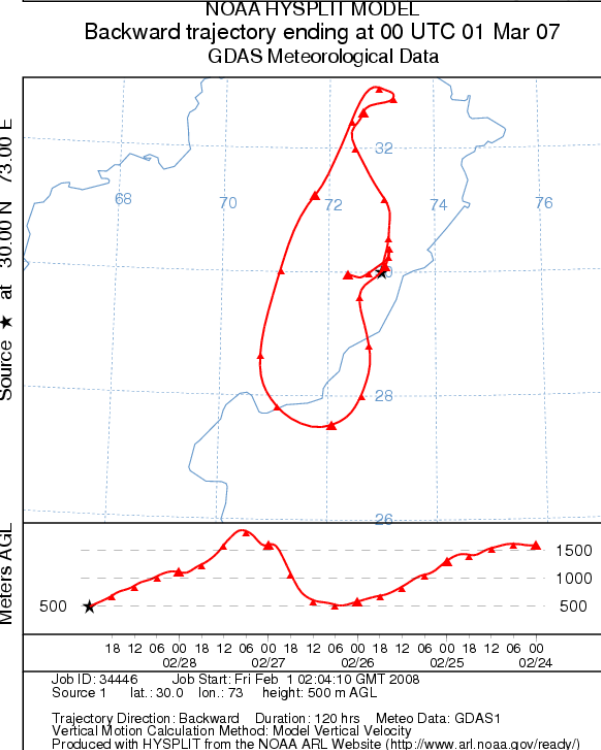 NOAA HYSPLIT MODEL
Backward trajectory ending at 00 UTC 01 Mar 07
GDAS Meteorological Data
Source ★ at 30.00 N 73.00 E
32
68 70 72 74 76
28
26
Meters AGL
500
1500
1000
500
18 12 06 00 18 12 06 00 18 12 06 00 18 12 06 00 18 12 06 00
02/28 02/27 02/26 02/25 02/24
Job ID: 34446 Job Start: Fri Feb 1 02:04:10 GMT 2008
Source 1 lat.: 30.0 lon.: 73 height: 500 m AGL
Trajectory Direction: Backward Duration: 120 hrs Meteo Data: GDAS1
Vertical Motion Calculation Method: Model Vertical Velocity
Produced with HYSPLIT from the NOAA ARL Website (http://www.arl.noaa.gov/ready/)